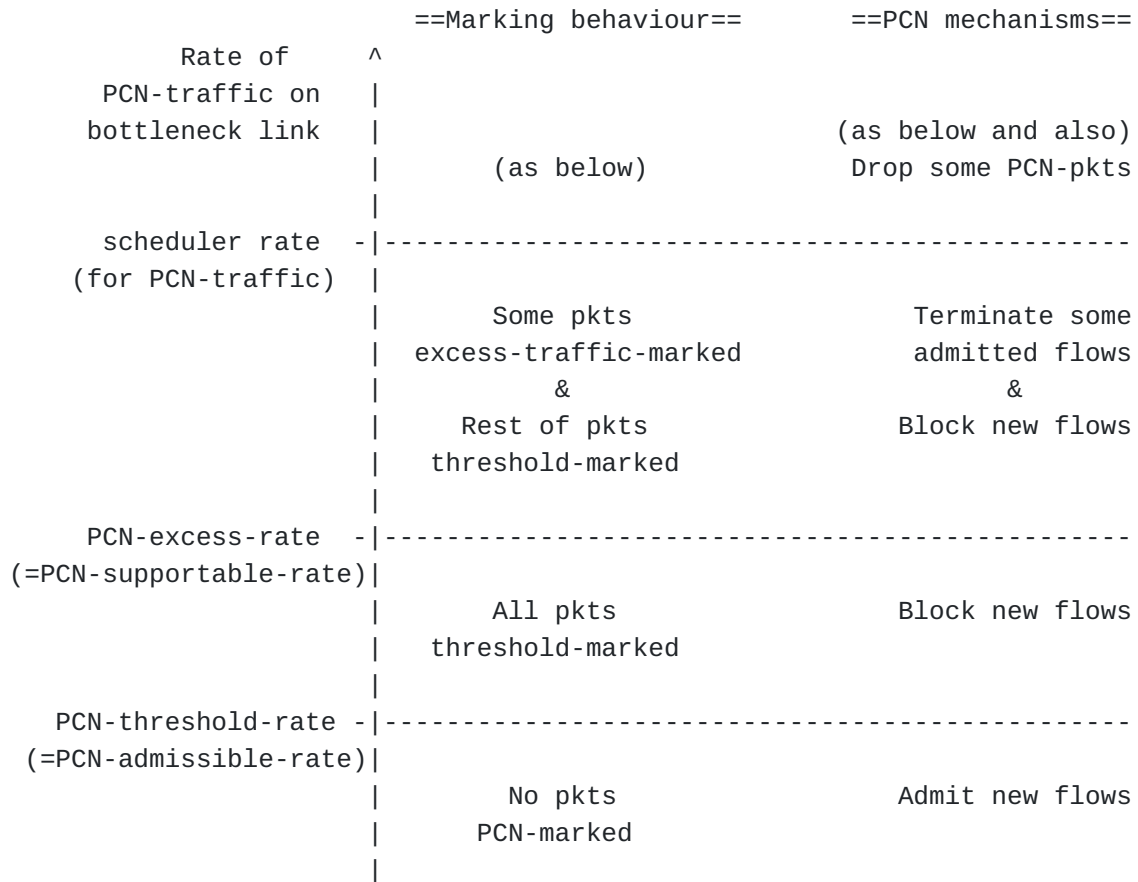 ==Marking behaviour== ==PCN mechanisms==
Rate of ^
PCN-traffic on |
bottleneck link | (as below and also)
| (as below) Drop some PCN-pkts
|
scheduler rate -|------------------------------------------------
(for PCN-traffic) |
| Some pkts Terminate some
| excess-traffic-marked admitted flows
| & &
| Rest of pkts Block new flows
| threshold-marked
|
PCN-excess-rate -|------------------------------------------------
(=PCN-supportable-rate)|
| All pkts Block new flows
| threshold-marked
|
PCN-threshold-rate -|------------------------------------------------
(=PCN-admissible-rate)|
| No pkts Admit new flows
| PCN-marked
|